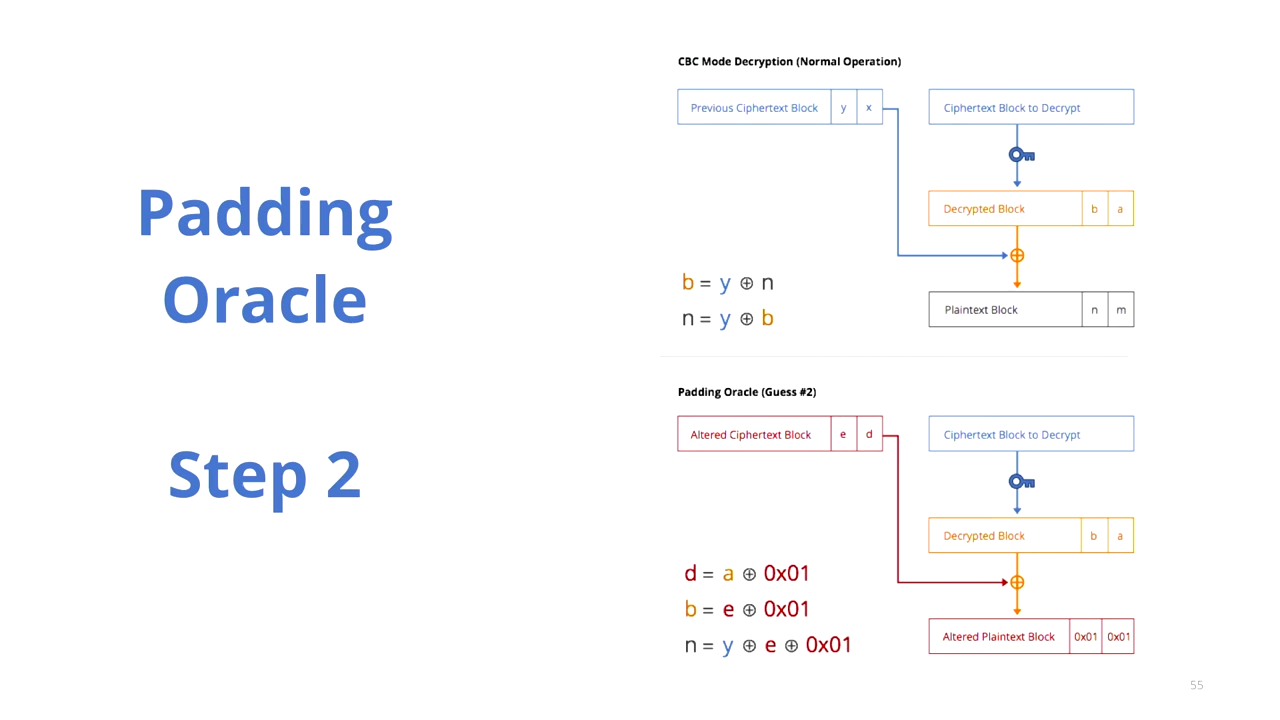 Padding
Oracle
Step 2
CBC Mode Decryption (Normal Operation)
Previous Ciphertext Block y x
Ciphertext Block to Decrypt
Decrypted Block b a
b = y ⊕ n
n = y ⊕ b
Plaintext Block n m
Padding Oracle (Guess #2)
Altered Ciphertext Block e d
Ciphertext Block to Decrypt
Decrypted Block b a
d = a ⊕ 0x01
b = e ⊕ 0x01
n = y ⊕ e ⊕ 0x01
Altered Plaintext Block 0x01 0x01
55